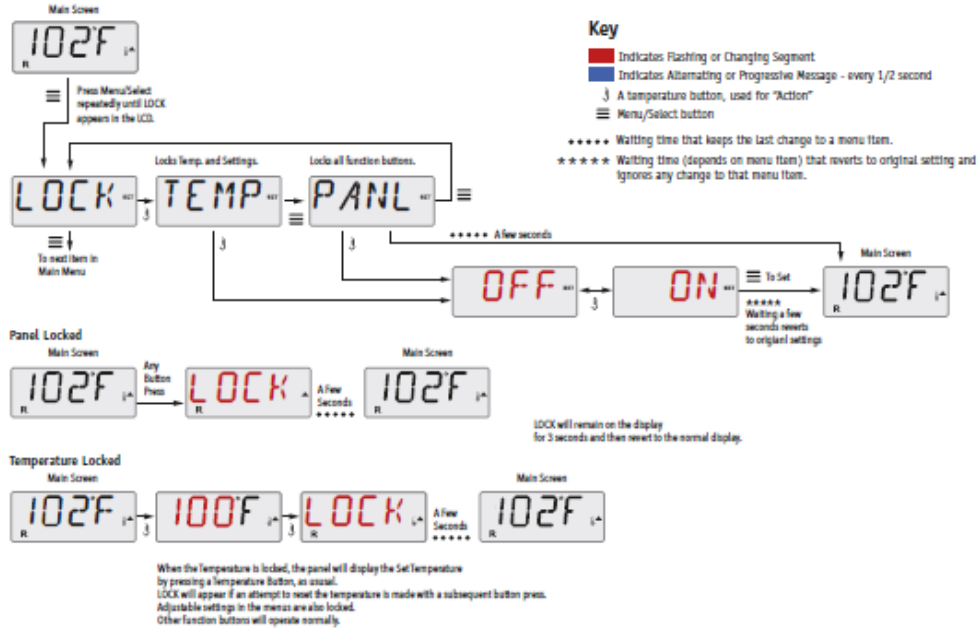 Main Screen
102°F
R
Key
Indicates Flashing or Changing Segment
Indicates Alternating or Progressive Message - every 1/2 second
A temperature button, used for "Action"
Menu/Select button
***** Waiting time that keeps the last change to a menu item.
***** Waiting time (depends on menu item) that reverts to original setting and
ignores any change to that menu item.
Press Menu/Select
repeatedly until LOCK
appears in the LCD.
Locks Temp. and Settings.
Locks all function buttons.
LOCK SET
TEMP SET
PANL SET
To next item in
Main Menu
***** A few seconds
OFF SET
ON SET
To Set
*****
Waiting a few
seconds reverts
to origianl settings
Main Screen
102°F
R
Panel Locked
Main Screen
102°F
R
Any
Button
Press
LOCK
R
A Few
Seconds
*****
Main Screen
102°F
R
LOCK will remain on the display
for 3 seconds and then revert to the normal display.
Temperature Locked
Main Screen
102°F
R
100°F
LOCK
R
A Few
Seconds
*****
Main Screen
102°F
R
When the Temperature is locked, the panel will display the Set Temperature
by pressing a Temperature Button, as ususal.
LOCK will appear if an attempt to reset the temperature is made with a subsequent button press.
Adjustable settings in the menus are also locked.
Other function buttons will operate normally.